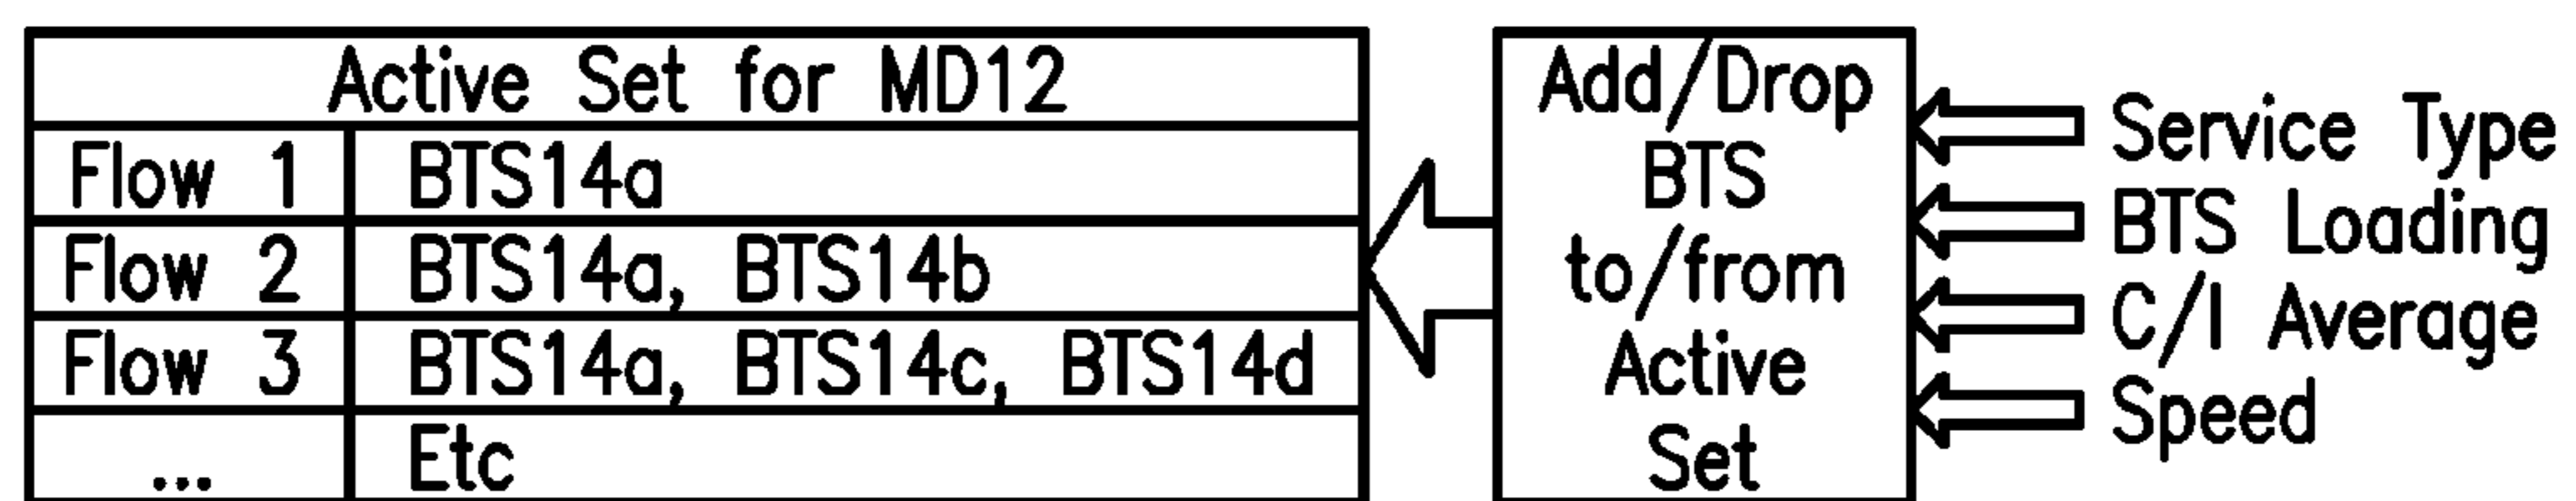 Active Set for MD12
Flow 1 BTS14a
Flow 2 BTS14a, BTS14b
Flow 3 BTS14a, BTS14c, BTS14d
... Etc
Add/Drop
BTS
to/from
Active
Set
Service Type
BTS Loading
C/I Average
Speed